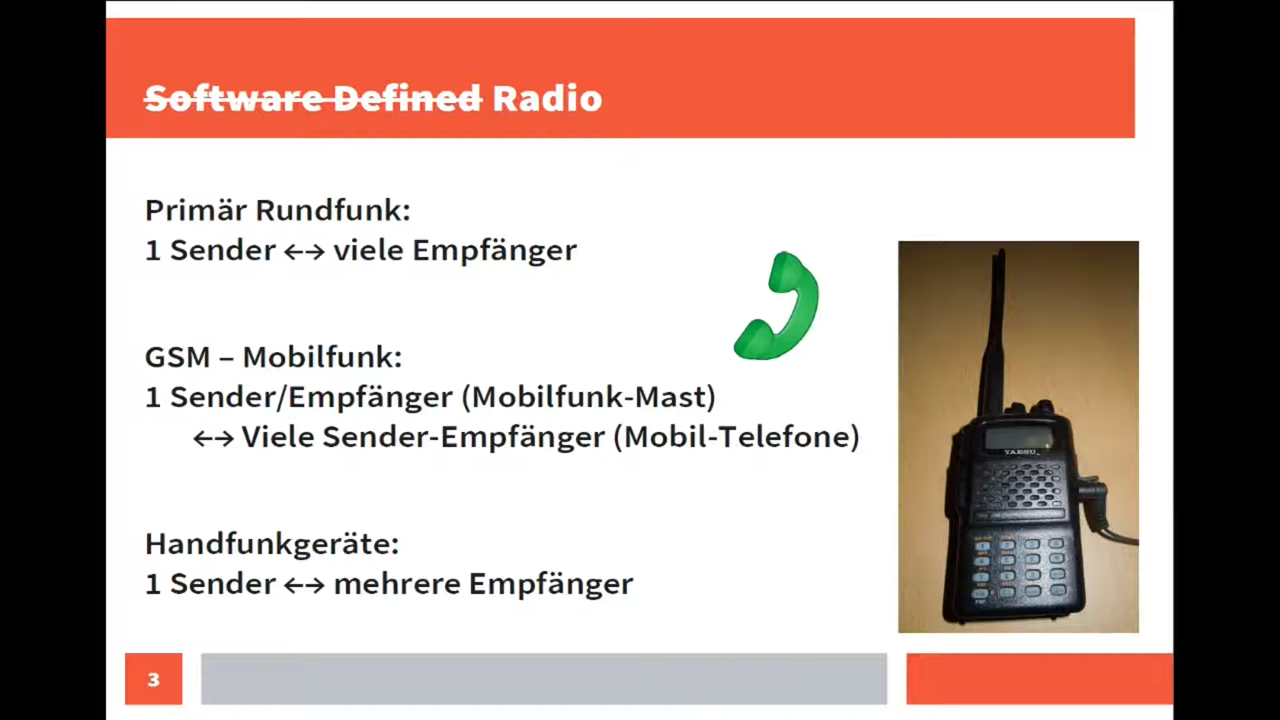 Software Defined Radio
Primär Rundfunk:
1 Sender ↔ viele Empfänger
GSM – Mobilfunk:
1 Sender/Empfänger (Mobilfunk-Mast)
↔ Viele Sender-Empfänger (Mobil-Telefone)
Handfunkgeräte:
1 Sender ↔ mehrere Empfänger
YAESU
3